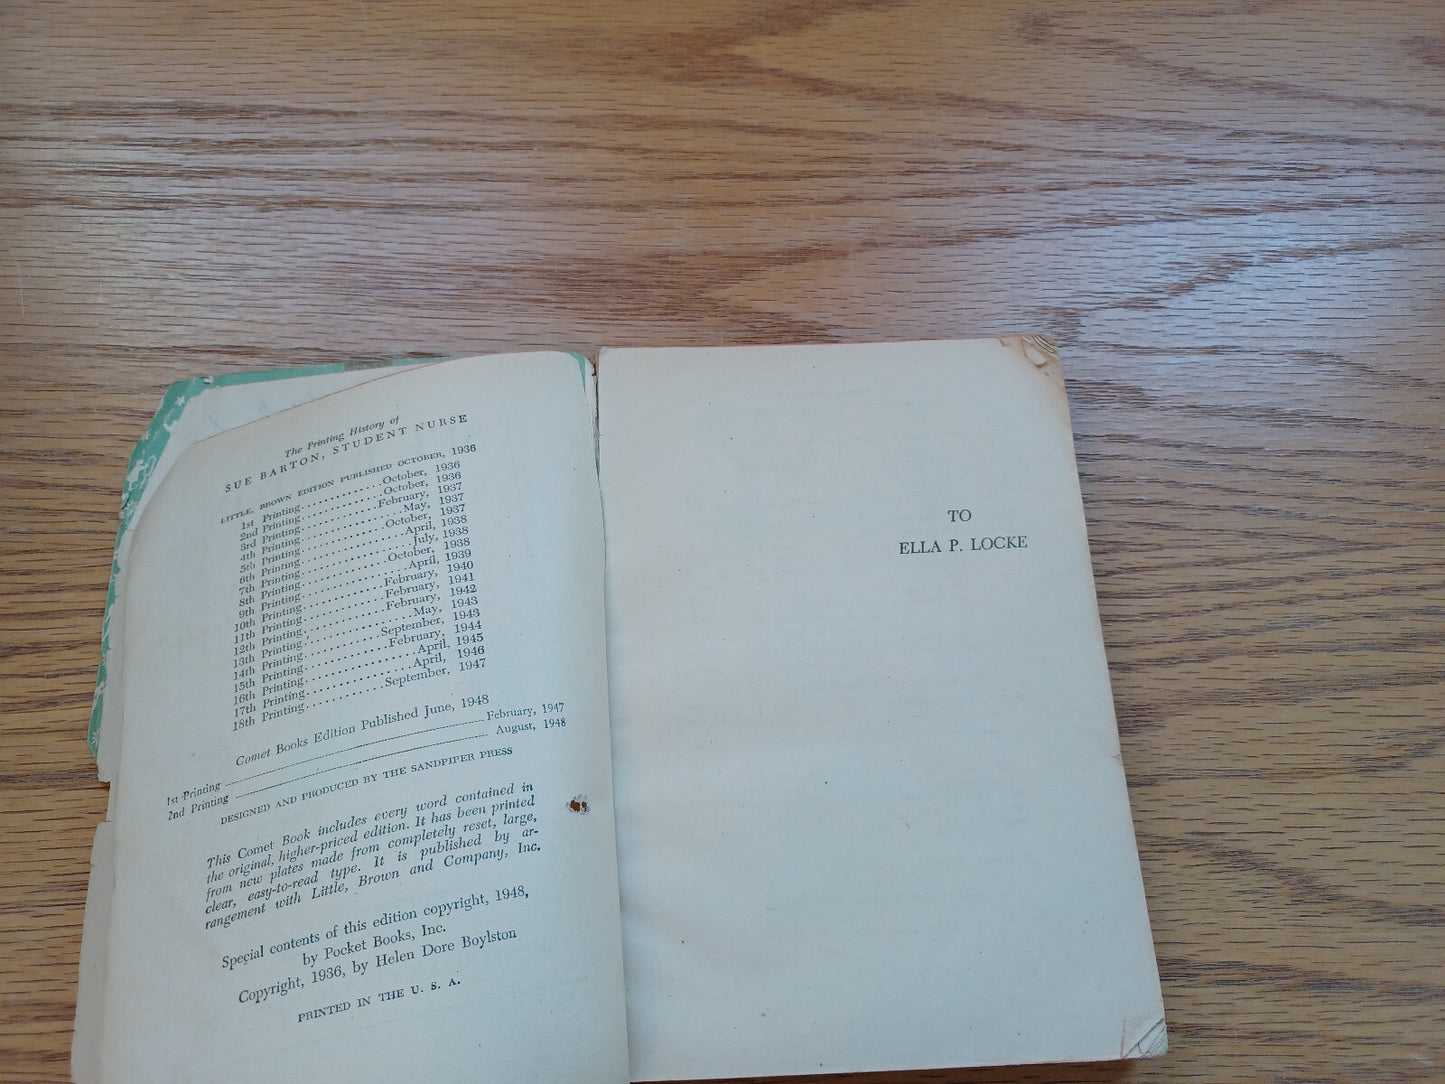 The Printing History of
SUE BARTON, STUDENT NURSE
LITTLE, BROWN EDITION PUBLISHED OCTOBER, 1936
1st Printing..............October, 1936
2nd Printing..............October, 1936
3rd Printing.............February, 1937
4th Printing..................May, 1937
5th Printing..............October, 1937
6th Printing................April, 1938
7th Printing.................July, 1938
8th Printing..............October, 1938
9th Printing................April, 1939
10th Printing.............February, 1940
11th Printing.............February, 1941
12th Printing.............February, 1942
13th Printing..................May, 1943
14th Printing............September, 1943
15th Printing.............February, 1944
16th Printing................April, 1945
17th Printing................April, 1946
18th Printing............September, 1947
Comet Books Edition Published June, 1948
1st Printing ------------------------------ February, 1947
2nd Printing ------------------------------ August, 1948
DESIGNED AND PRODUCED BY THE SANDPIPER PRESS
This Comet Book includes every word contained in
the original, higher-priced edition. It has been printed
from new plates made from completely reset, large,
clear, easy-to-read type. It is published by ar-
rangement with Little, Brown and Company, Inc.
Special contents of this edition copyright, 1948,
by Pocket Books, Inc.
Copyright, 1936, by Helen Dore Boylston
PRINTED IN THE U. S. A.
TO
ELLA P. LOCKE